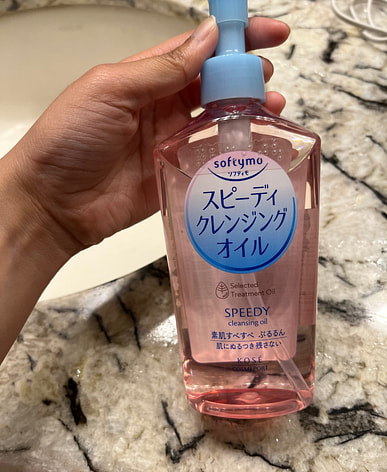 softymo
ソフティモ
スピーディ
クレンジング
オイル
Selected
Treatment Oil
SPEEDY
cleansing oil
素肌すべすべ ぷるるん
肌にぬるつき残さない
KOSÉ